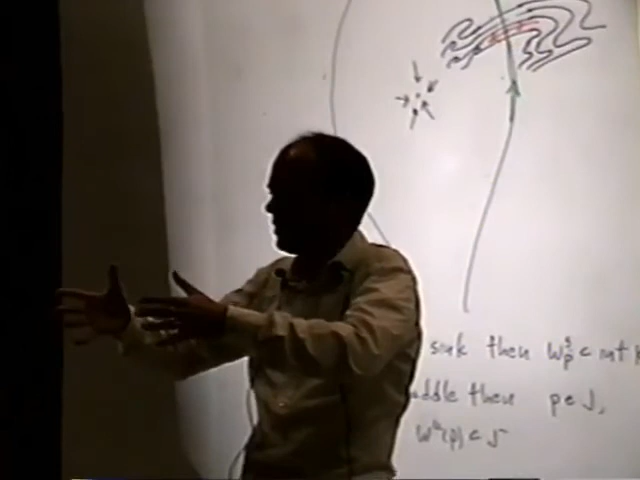 sink then W^s_p ⊂ int K
addle then p ∈ J,
W^u(p) ⊂ J^-